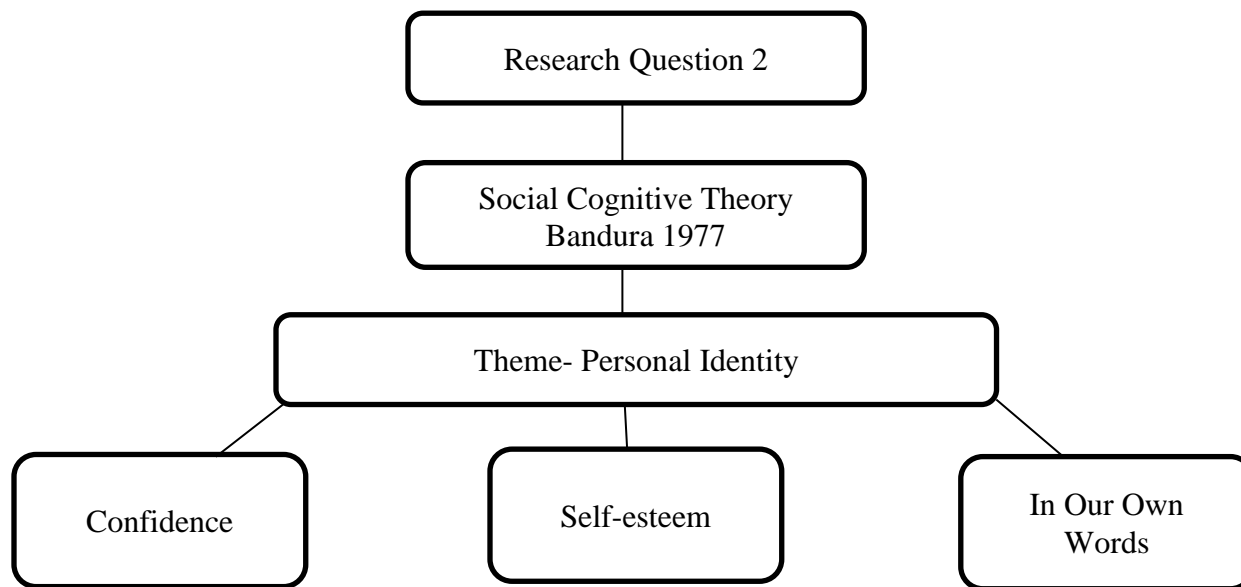 Research Question 2
Social Cognitive Theory
Bandura 1977
Theme- Personal Identity
Confidence
Self-esteem
In Our Own
Words